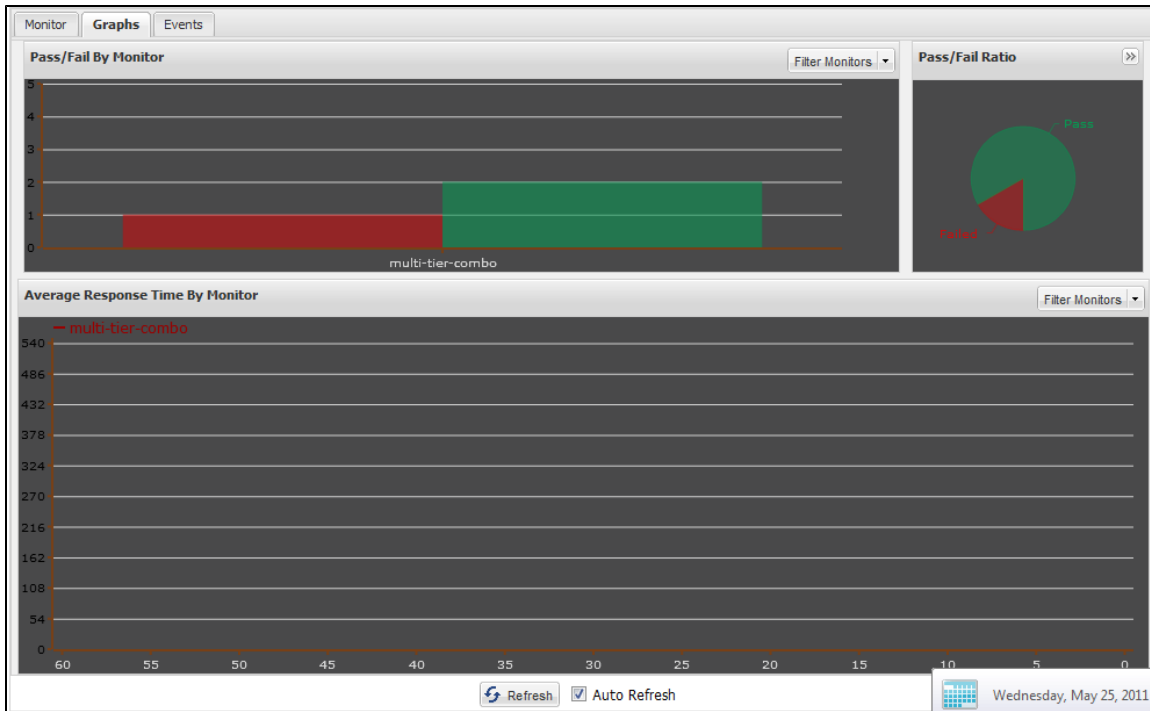 Monitor Graphs Events
Pass/Fail By Monitor
Filter Monitors
5
4
3
2
1
0
multi-tier-combo
Pass/Fail Ratio
Pass
Failed
Average Response Time By Monitor
Filter Monitors
multi-tier-combo
540
486
432
378
324
270
216
162
108
54
0
60 55 50 45 40 35 30 25 20 15 10 5 0
Refresh Auto Refresh
Wednesday, May 25, 2011